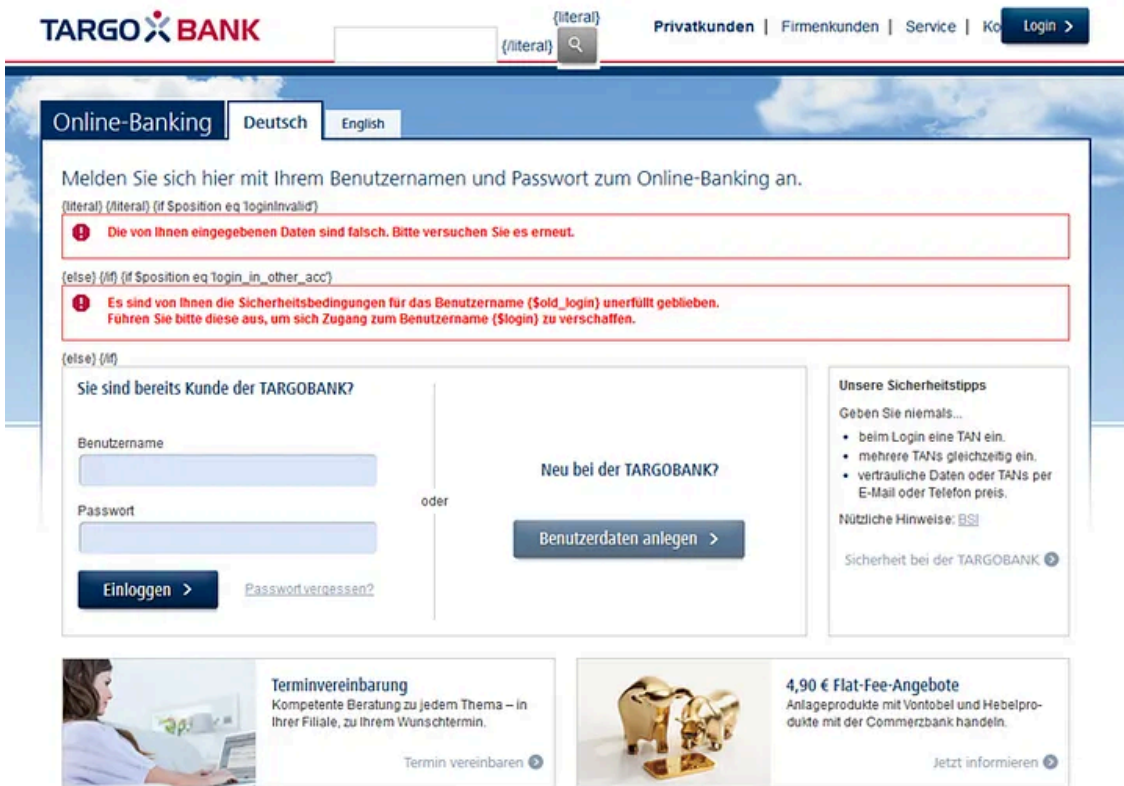 TARGO BANK
{literal}
{/literal}
Privatkunden | Firmenkunden | Service | Ko
Login >
Online-Banking
Deutsch
English
Melden Sie sich hier mit Ihrem Benutzernamen und Passwort zum Online-Banking an.
{literal} {/literal} {if $position eq 'loginInvalid'}
Die von Ihnen eingegebenen Daten sind falsch. Bitte versuchen Sie es erneut.
{else} {/if} {if $position eq 'login_in_other_acc'}
Es sind von Ihnen die Sicherheitsbedingungen für das Benutzername {$old_login} unerfüllt geblieben.
Führen Sie bitte diese aus, um sich Zugang zum Benutzername {$login} zu verschaffen.
{else} {/if}
Sie sind bereits Kunde der TARGOBANK?
Benutzername
Passwort
Einloggen >
Passwort vergessen?
oder
Neu bei der TARGOBANK?
Benutzerdaten anlegen >
Unsere Sicherheitstipps
Geben Sie niemals...
• beim Login eine TAN ein.
• mehrere TANs gleichzeitig ein.
• vertrauliche Daten oder TANs per
E-Mail oder Telefon preis.
Nützliche Hinweise: BSI
Sicherheit bei der TARGOBANK
Terminvereinbarung
Kompetente Beratung zu jedem Thema – in
Ihrer Filiale, zu Ihrem Wunschtermin.
Termin vereinbaren
4,90 € Flat-Fee-Angebote
Anlageprodukte mit Vontobel und Hebelpro-
dukte mit der Commerzbank handeln.
Jetzt informieren